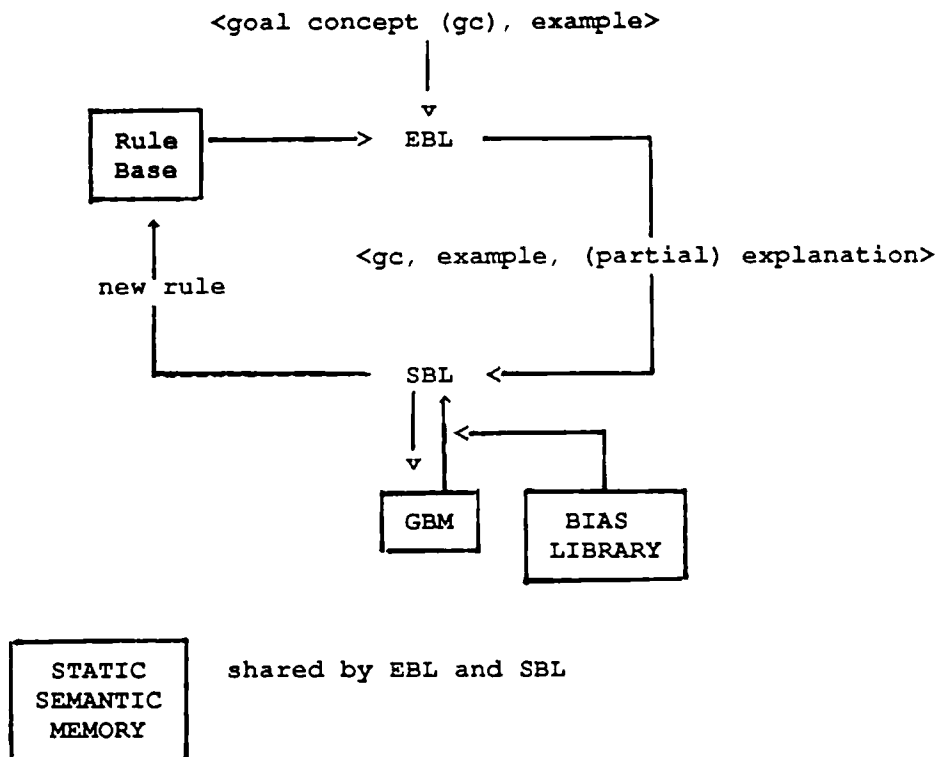 <goal concept (gc), example>
Rule
Base
EBL
<gc, example, (partial) explanation>
new rule
SBL
GBM
BIAS
LIBRARY
STATIC
SEMANTIC
MEMORY
shared by EBL and SBL